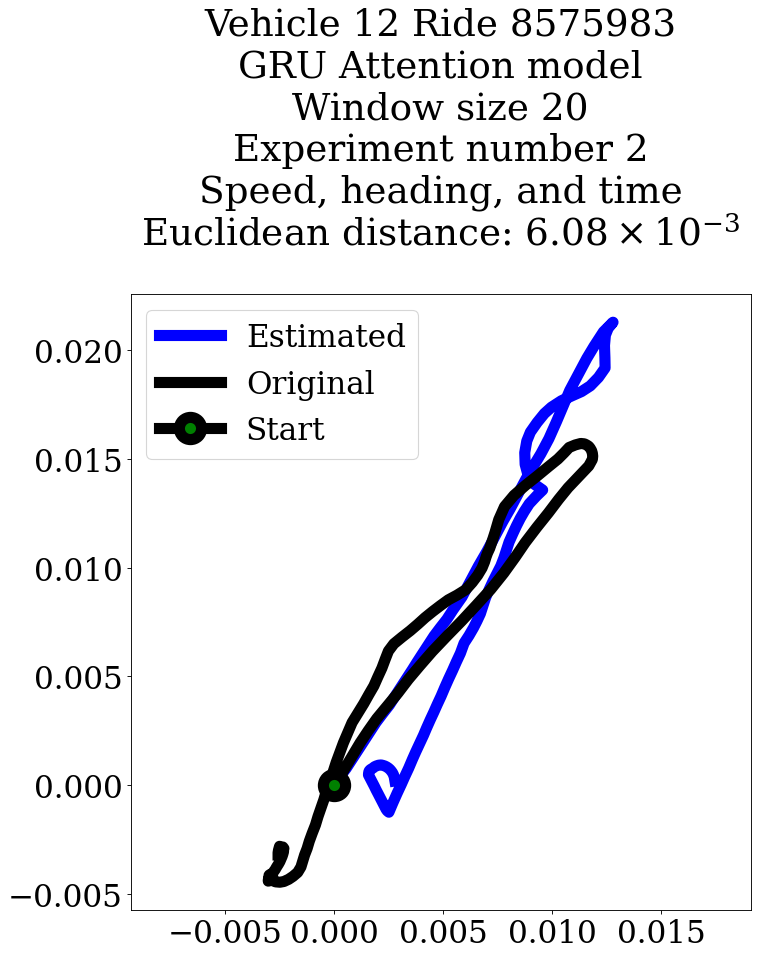 Vehicle 12 Ride 8575983
GRU Attention model
Window size 20
Experiment number 2
Speed, heading, and time
Euclidean distance: 6.08 × 10⁻³
Estimated
Original
Start
0.020
0.015
0.010
0.005
0.000
−0.005
−0.005 0.000 0.005 0.010 0.015